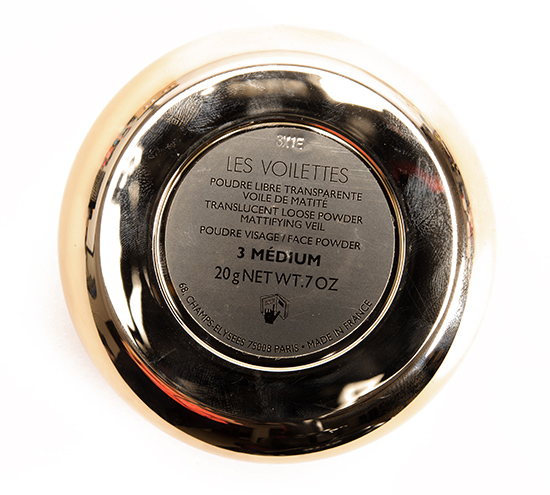 3X1E
LES VOILETTES
POUDRE LIBRE TRANSPARENTE
VOILE DE MATITÉ
TRANSLUCENT LOOSE POWDER
MATTIFYING VEIL
POUDRE VISAGE / FACE POWDER
3 MÉDIUM
20 g NET WT. 7 OZ
68, CHAMPS-ELYSÉES 75008 PARIS • MADE IN FRANCE